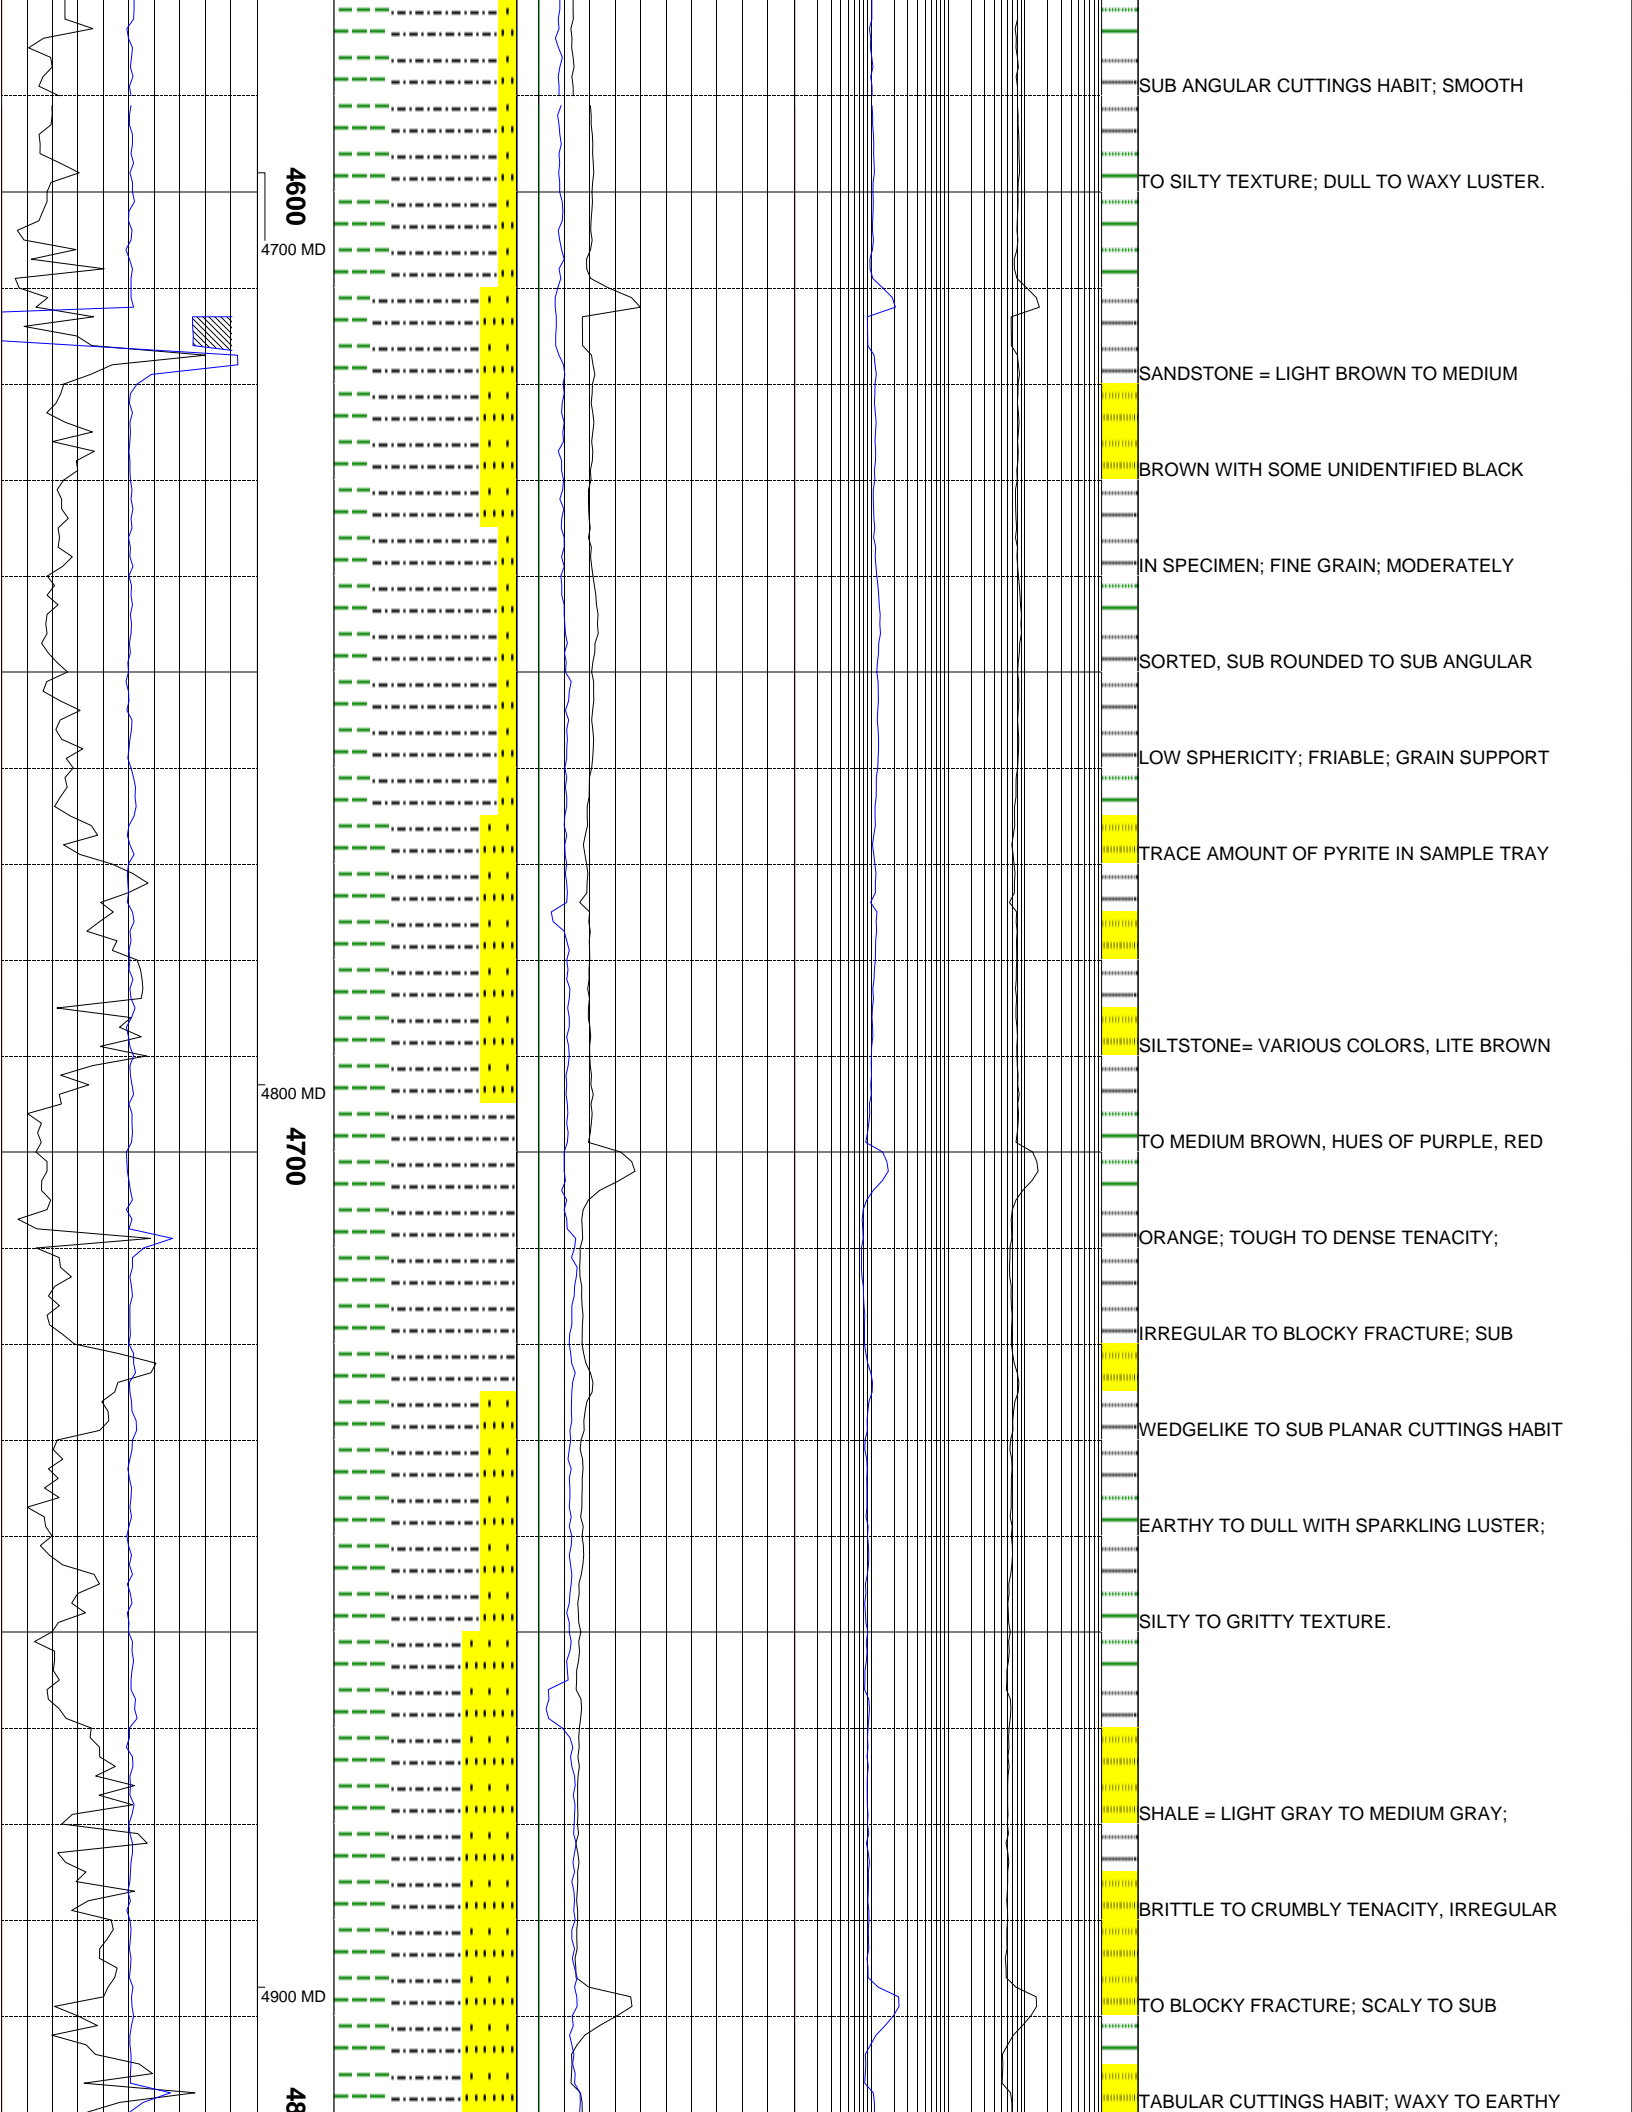 SUB ANGULAR CUTTINGS HABIT; SMOOTH
TO SILTY TEXTURE; DULL TO WAXY LUSTER.
4600
4700 MD
SANDSTONE = LIGHT BROWN TO MEDIUM
BROWN WITH SOME UNIDENTIFIED BLACK
IN SPECIMEN; FINE GRAIN; MODERATELY
SORTED, SUB ROUNDED TO SUB ANGULAR
LOW SPHERICITY; FRIABLE; GRAIN SUPPORT
TRACE AMOUNT OF PYRITE IN SAMPLE TRAY
SILTSTONE= VARIOUS COLORS, LITE BROWN
4800 MD
TO MEDIUM BROWN, HUES OF PURPLE, RED
4700
ORANGE; TOUGH TO DENSE TENACITY;
IRREGULAR TO BLOCKY FRACTURE; SUB
WEDGELIKE TO SUB PLANAR CUTTINGS HABIT
EARTHY TO DULL WITH SPARKLING LUSTER;
SILTY TO GRITTY TEXTURE.
SHALE = LIGHT GRAY TO MEDIUM GRAY;
BRITTLE TO CRUMBLY TENACITY, IRREGULAR
4900 MD
TO BLOCKY FRACTURE; SCALY TO SUB
48
TABULAR CUTTINGS HABIT; WAXY TO EARTHY